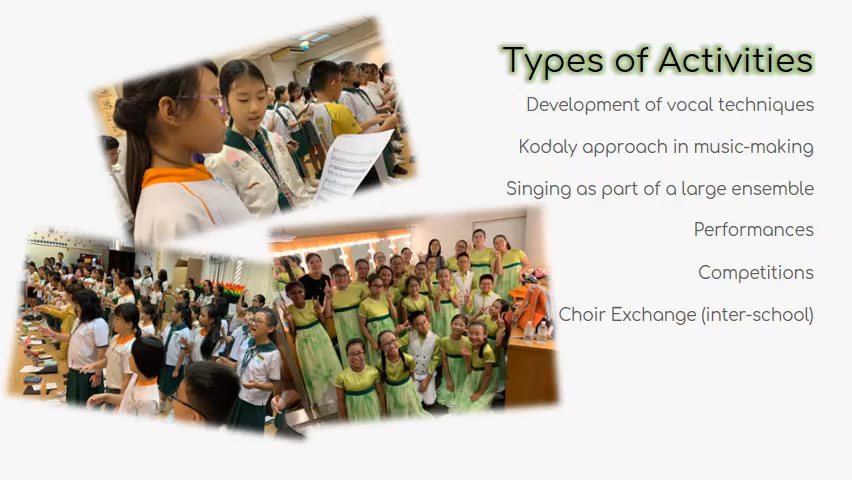 Types of Activities
Development of vocal techniques
Kodaly approach in music-making
Singing as part of a large ensemble
Performances
Competitions
Choir Exchange (inter-school)